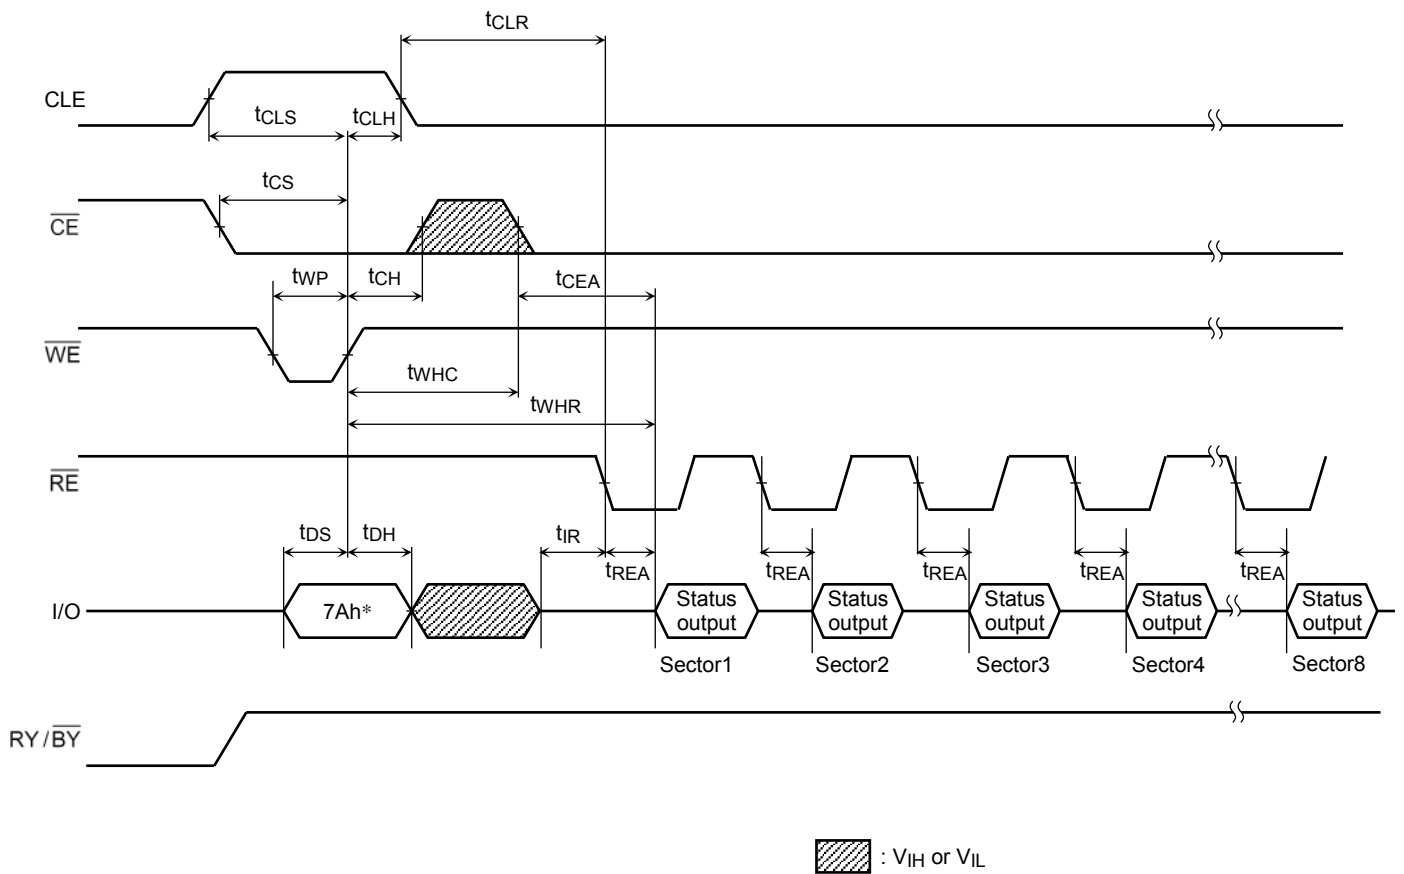 tCLR
CLE
tCLS
tCLH
tCS
CE
tWP
tCH
tCEA
WE
tWHC
tWHR
RE
tDS
tDH
tIR
tREA
tREA
tREA
tREA
tREA
I/O
7Ah*
Status output
Status output
Status output
Status output
Status output
Sector1
Sector2
Sector3
Sector4
Sector8
RY/BY
: VIH or VIL